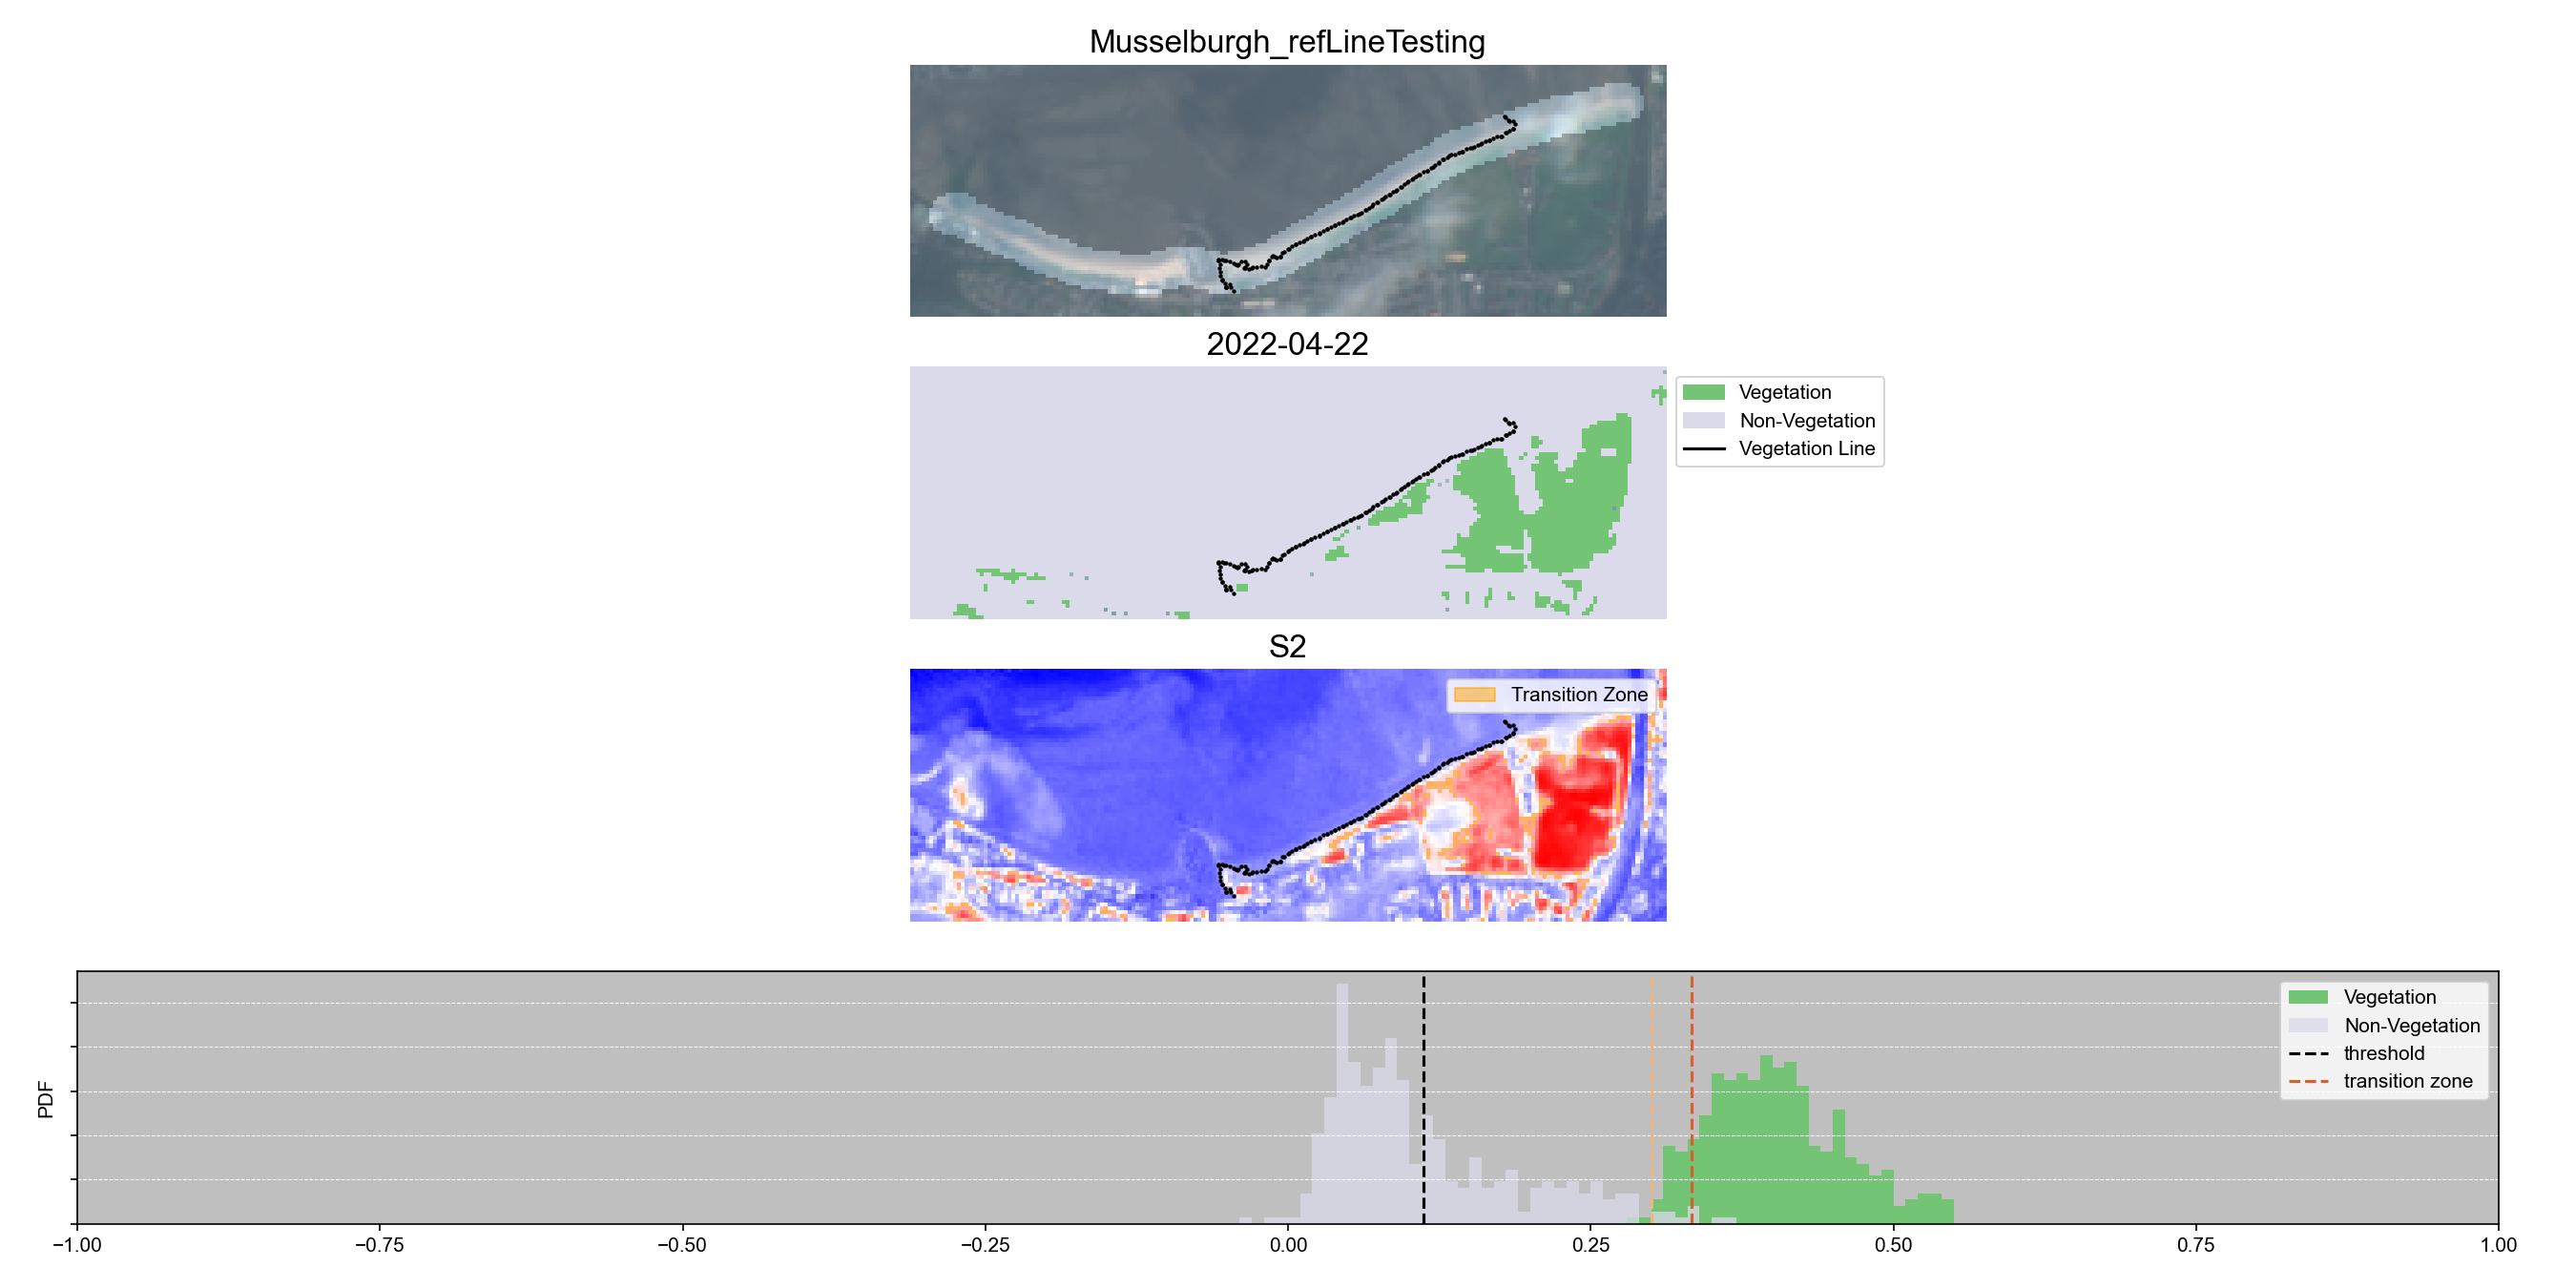 Musselburgh_refLineTesting
2022-04-22
Vegetation
Non-Vegetation
Vegetation Line
S2
Transition Zone
PDF
Vegetation
Non-Vegetation
threshold
transition zone
−1.00 −0.75 −0.50 −0.25 0.00 0.25 0.50 0.75 1.00